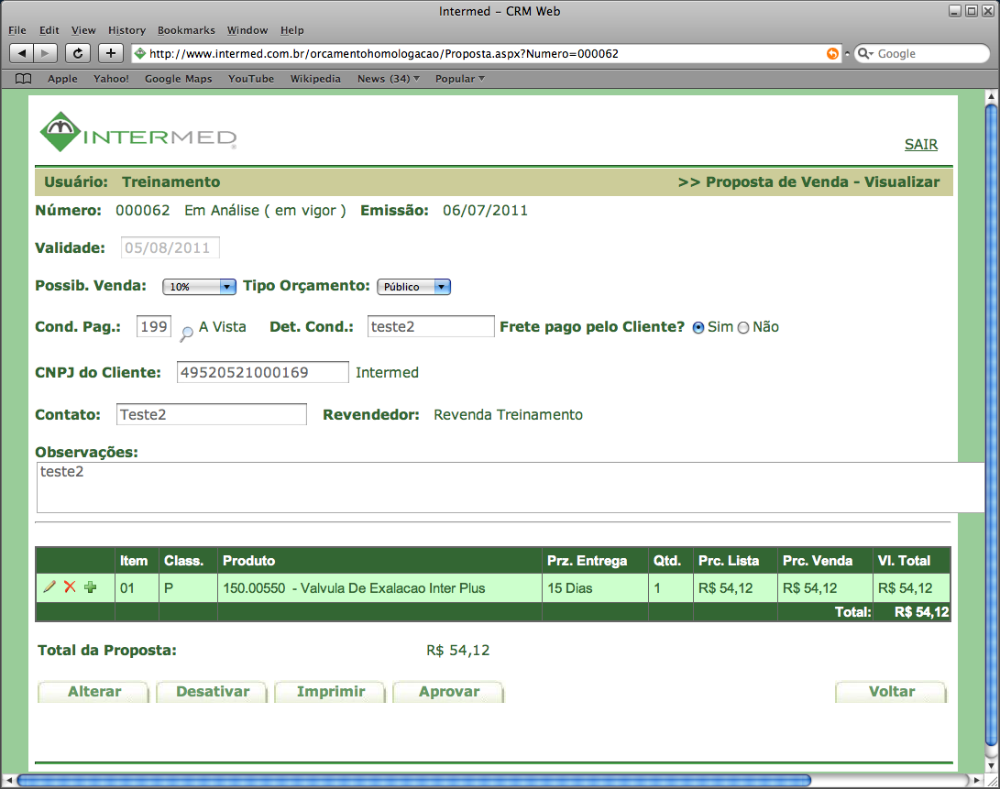 Intermed - CRM Web
File Edit View History Bookmarks Window Help
http://www.intermed.com.br/orcamentohomologacao/Proposta.aspx?Numero=000062 Google
Apple Yahoo! Google Maps YouTube Wikipedia News (34) Popular
INTERMED
SAIR
Usuário: Treinamento >> Proposta de Venda - Visualizar
Número: 000062 Em Análise ( em vigor ) Emissão: 06/07/2011
Validade: 05/08/2011
Possib. Venda: 10% Tipo Orçamento: Público
Cond. Pag.: 199 A Vista Det. Cond.: teste2 Frete pago pelo Cliente? Sim Não
CNPJ do Cliente: 49520521000169 Intermed
Contato: Teste2 Revendedor: Revenda Treinamento
Observações:
teste2
Item Class. Produto Prz. Entrega Qtd. Prc. Lista Prc. Venda Vl. Total
01 P 150.00550 - Valvula De Exalacao Inter Plus 15 Dias 1 R$ 54,12 R$ 54,12 R$ 54,12
Total: R$ 54,12
Total da Proposta: R$ 54,12
Alterar Desativar Imprimir Aprovar Voltar